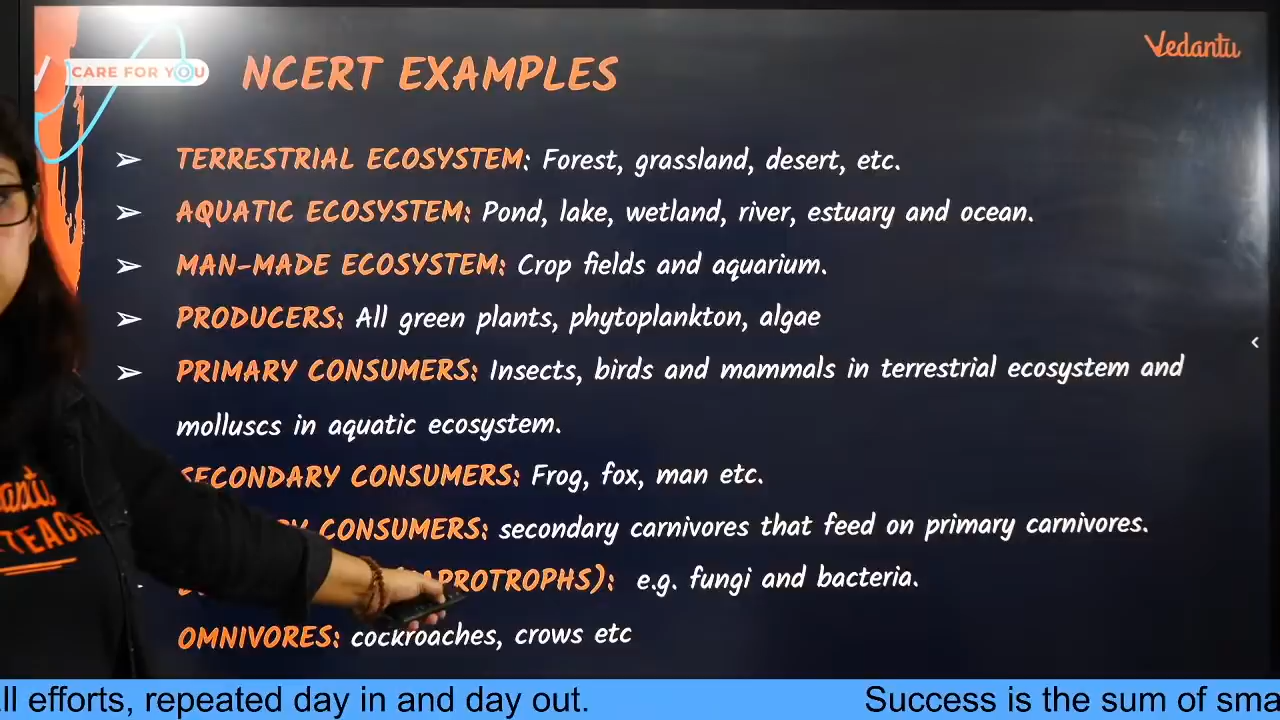 Vedantu
CARE FOR YOU
NCERT EXAMPLES
➢ TERRESTRIAL ECOSYSTEM: Forest, grassland, desert, etc.
➢ AQUATIC ECOSYSTEM: Pond, lake, wetland, river, estuary and ocean.
➢ MAN-MADE ECOSYSTEM: Crop fields and aquarium.
➢ PRODUCERS: All green plants, phytoplankton, algae
➢ PRIMARY CONSUMERS: Insects, birds and mammals in terrestrial ecosystem and
molluscs in aquatic ecosystem.
SECONDARY CONSUMERS: Frog, fox, man etc.
CONSUMERS: secondary carnivores that feed on primary carnivores.
e.g. fungi and bacteria.
OMNIVORES: cockroaches, crows etc
efforts, repeated day in and day out. Success is the sum of